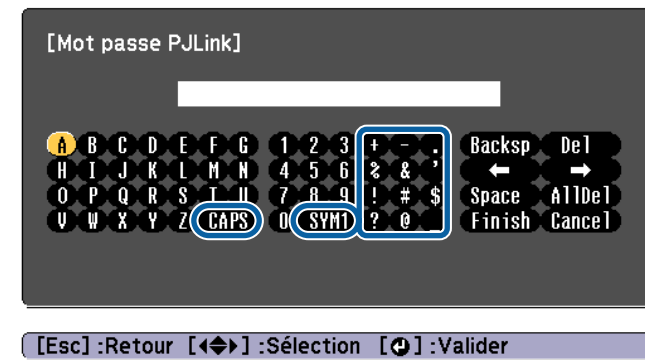 [Mot passe PJLink]
A B C D E F G 1 2 3 + - . Backsp Del
H I J K L M N 4 5 6 % & ' ← →
O P Q R S T U 7 8 9 ! # $ Space AllDel
V W X Y Z CAPS 0 SYM1 ? @ _ Finish Cancel
[Esc] :Retour [◂◆▸] :Sélection [↵] :Valider